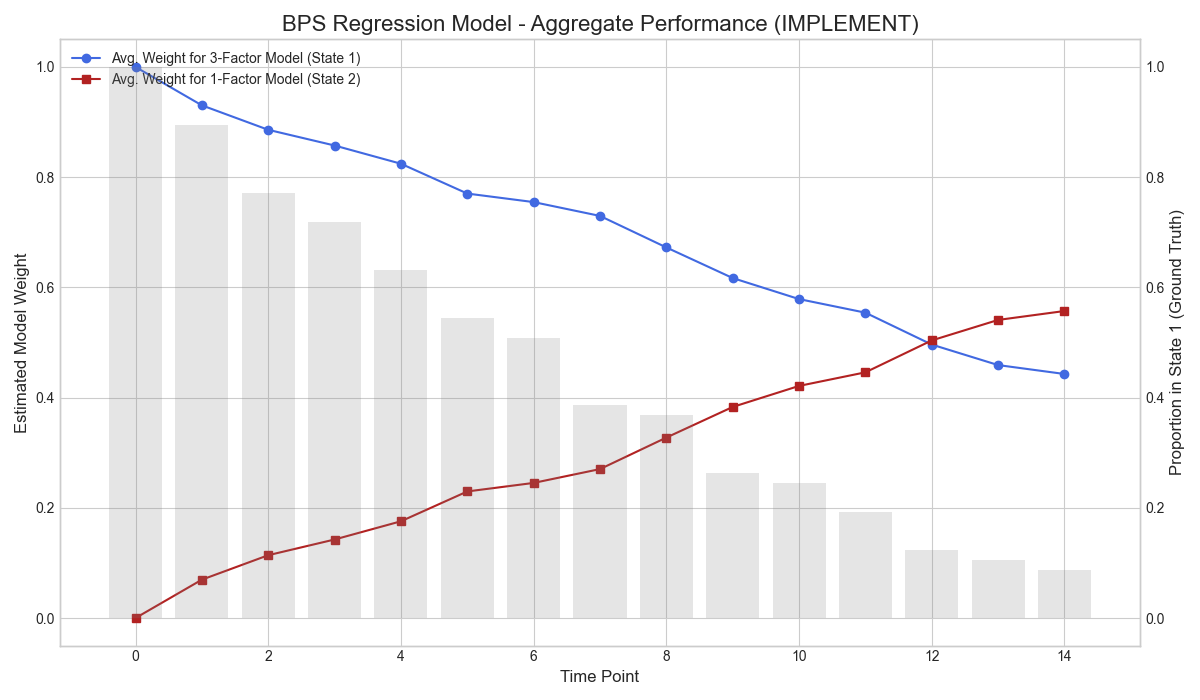 BPS Regression Model - Aggregate Performance (IMPLEMENT)
Avg. Weight for 3-Factor Model (State 1)
Avg. Weight for 1-Factor Model (State 2)
Estimated Model Weight
1.0
0.8
0.6
0.4
0.2
0.0
1.0
0.8
0.6
0.4
0.2
0.0
Proportion in State 1 (Ground Truth)
0 2 4 6 8 10 12 14
Time Point